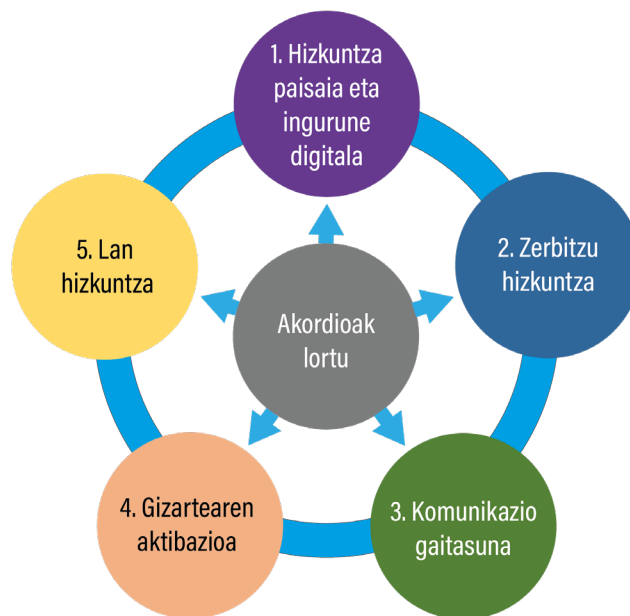 1. Hizkuntza
paisaia eta
ingurune
digitala
2. Zerbitzu
hizkuntza
3. Komunikazio
gaitasuna
4. Gizartearen
aktibazioa
5. Lan
hizkuntza
Akordioak
lortu